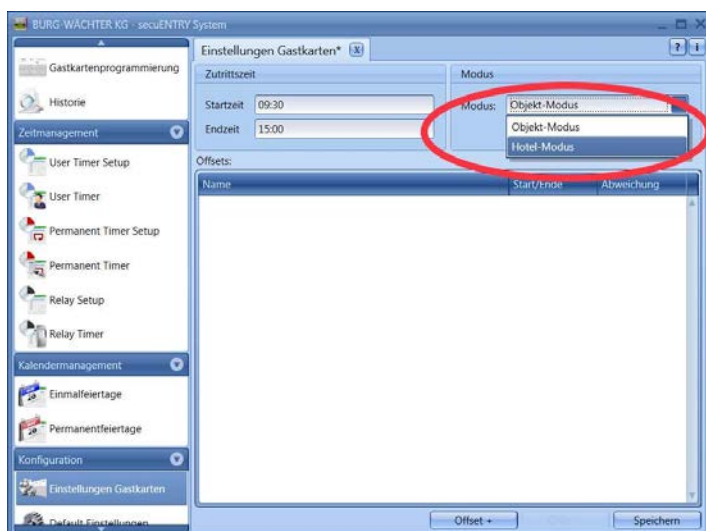 BURG-WÄCHTER KG - secuENTRY System
Gastkartenprogrammierung
Historie
Zeitmanagement
User Timer Setup
User Timer
Permanent Timer Setup
Permanent Timer
Relay Setup
Relay Timer
Kalendermanagement
Einmalfeiertage
Permanentfeiertage
Konfiguration
Einstellungen Gastkarten
Default Einstellungen
Einstellungen Gastkarten*
Zutrittszeit
Startzeit 09:30
Endzeit 15:00
Modus
Modus: Objekt-Modus
Objekt-Modus
Hotel-Modus
Offsets:
Name Start/Ende Abweichung
Offset + Speichern